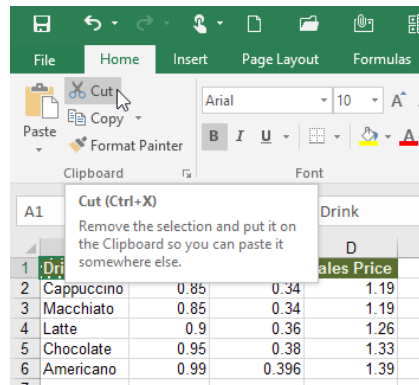 File Home Insert Page Layout Formulas
Cut
Copy
Paste
Format Painter
Arial 10 A
B I U A
Clipboard Font
A1 Drink
Cut (Ctrl+X)
Remove the selection and put it on
the Clipboard so you can paste it
somewhere else.
D
1 Dri ales Price
2 Cappuccino 0.85 0.34 1.19
3 Macchiato 0.85 0.34 1.19
4 Latte 0.9 0.36 1.26
5 Chocolate 0.95 0.38 1.33
6 Americano 0.99 0.396 1.39